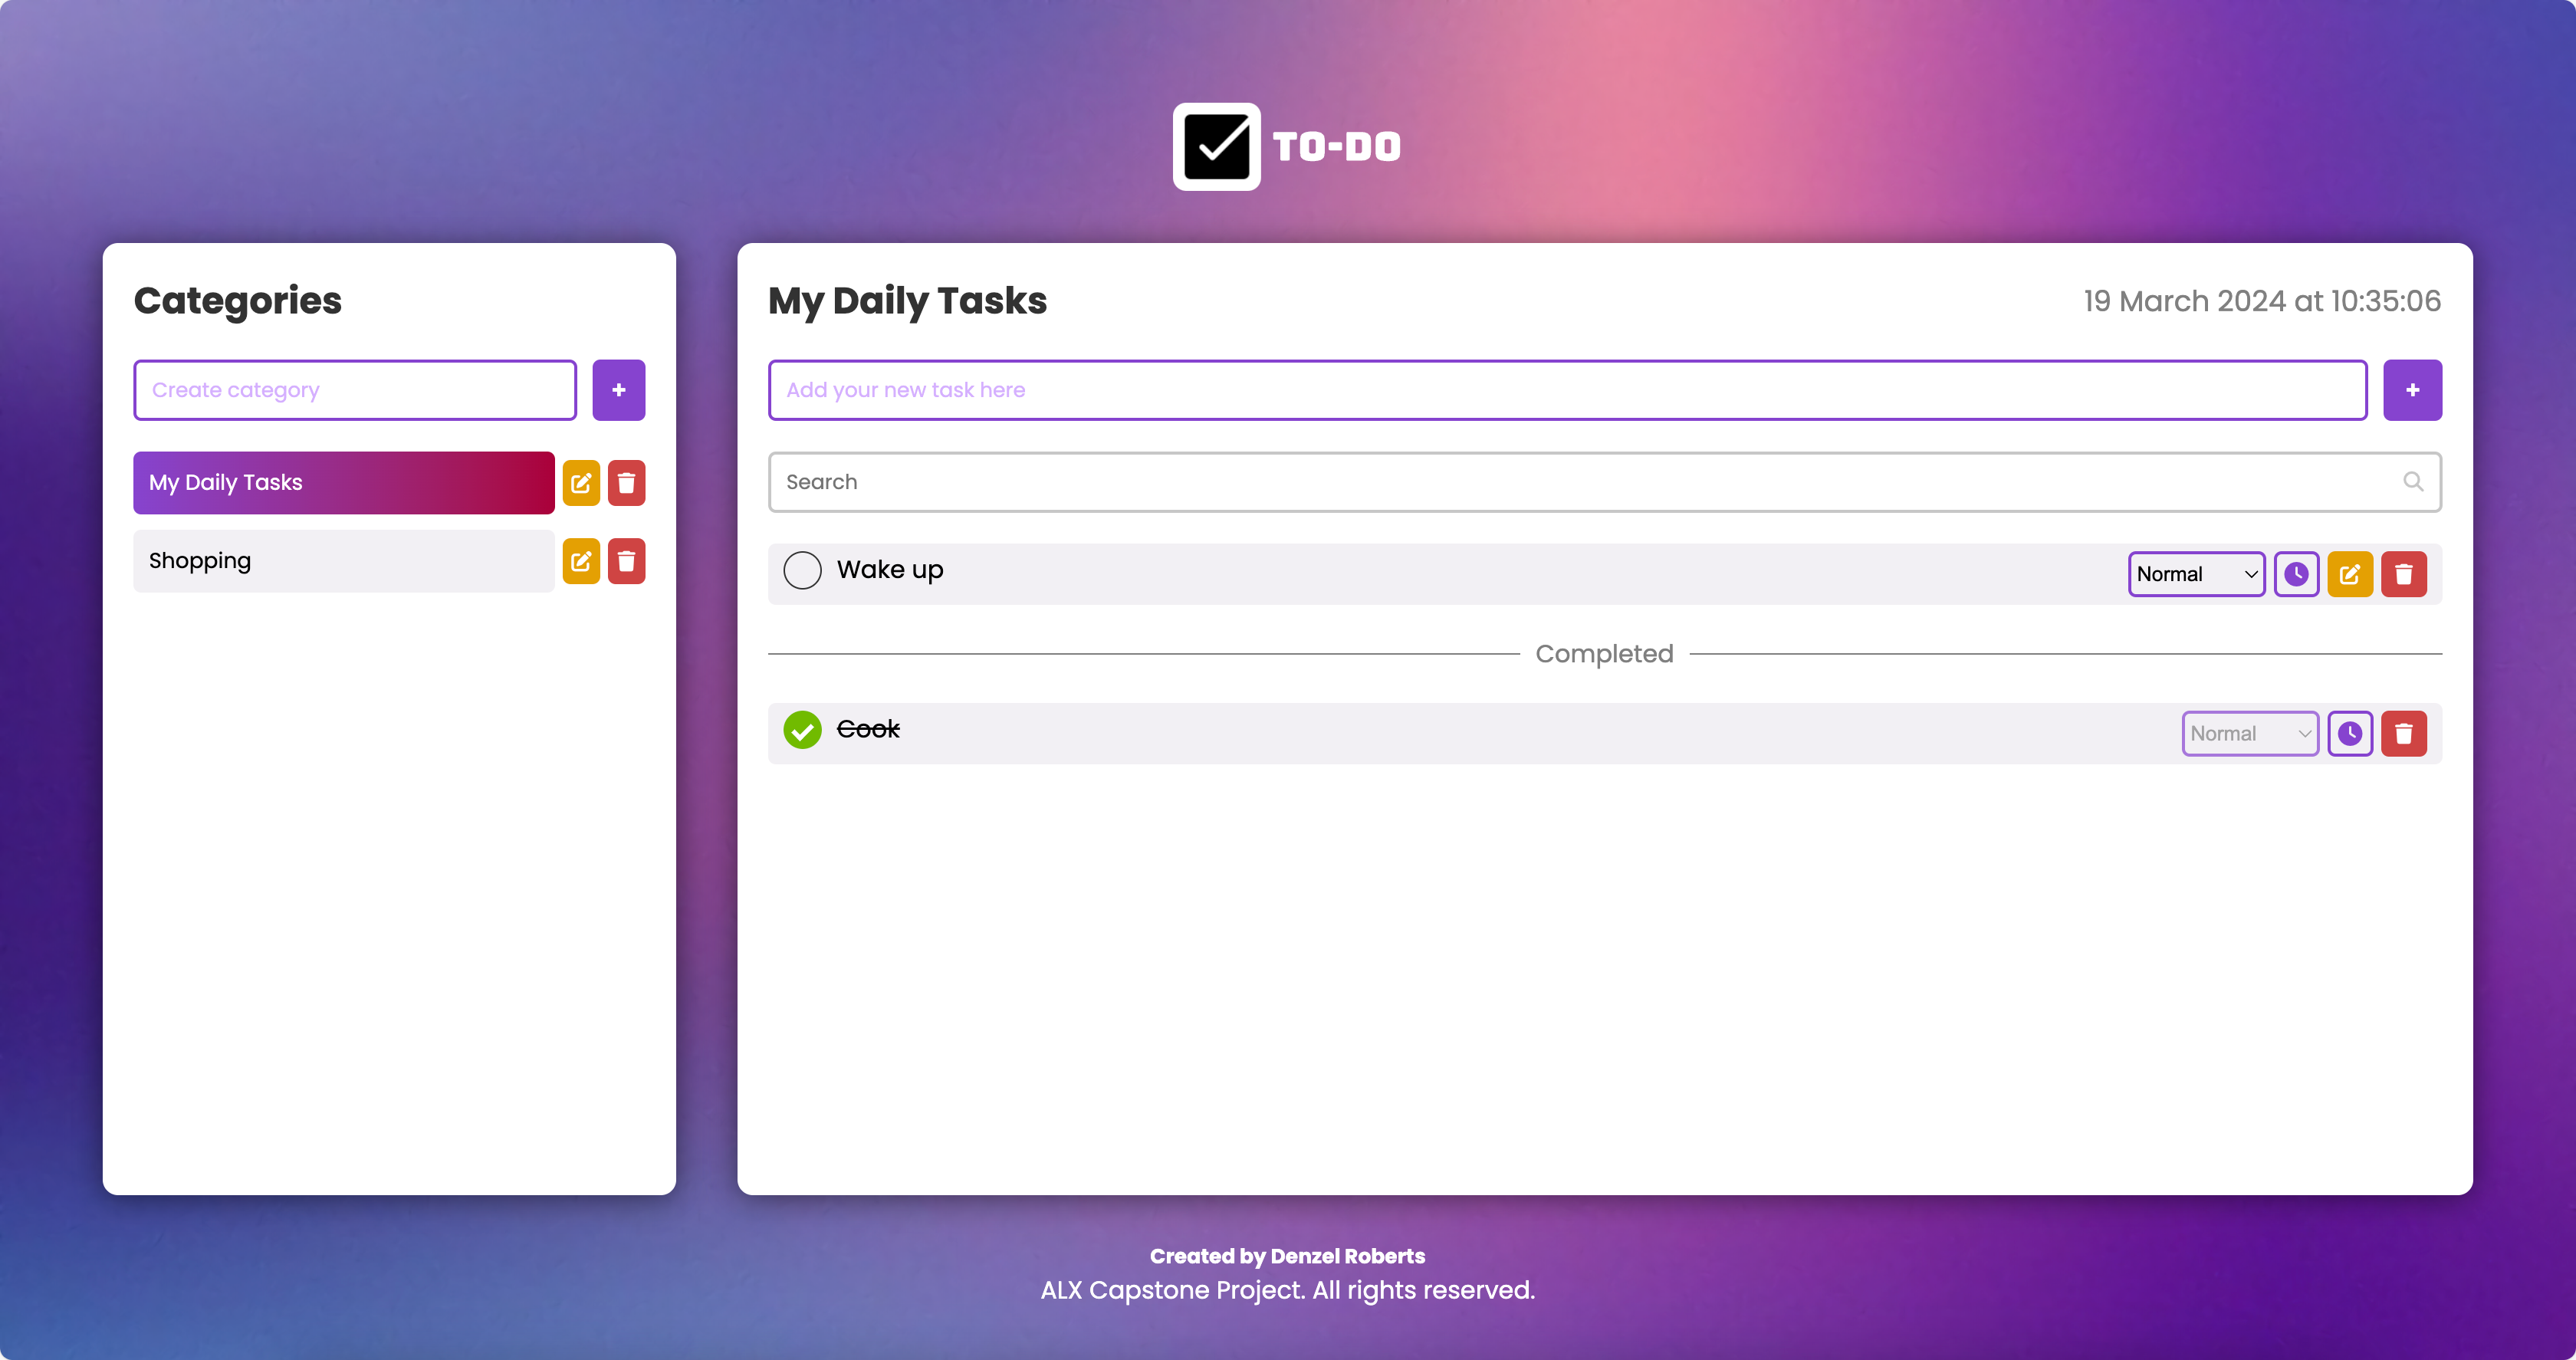 TO-DO
Categories
Create category
+
My Daily Tasks
Shopping
My Daily Tasks
19 March 2024 at 10:35:06
Add your new task here
+
Search
Wake up
Normal
Completed
Cook
Normal
Created by Denzel Roberts
ALX Capstone Project. All rights reserved.